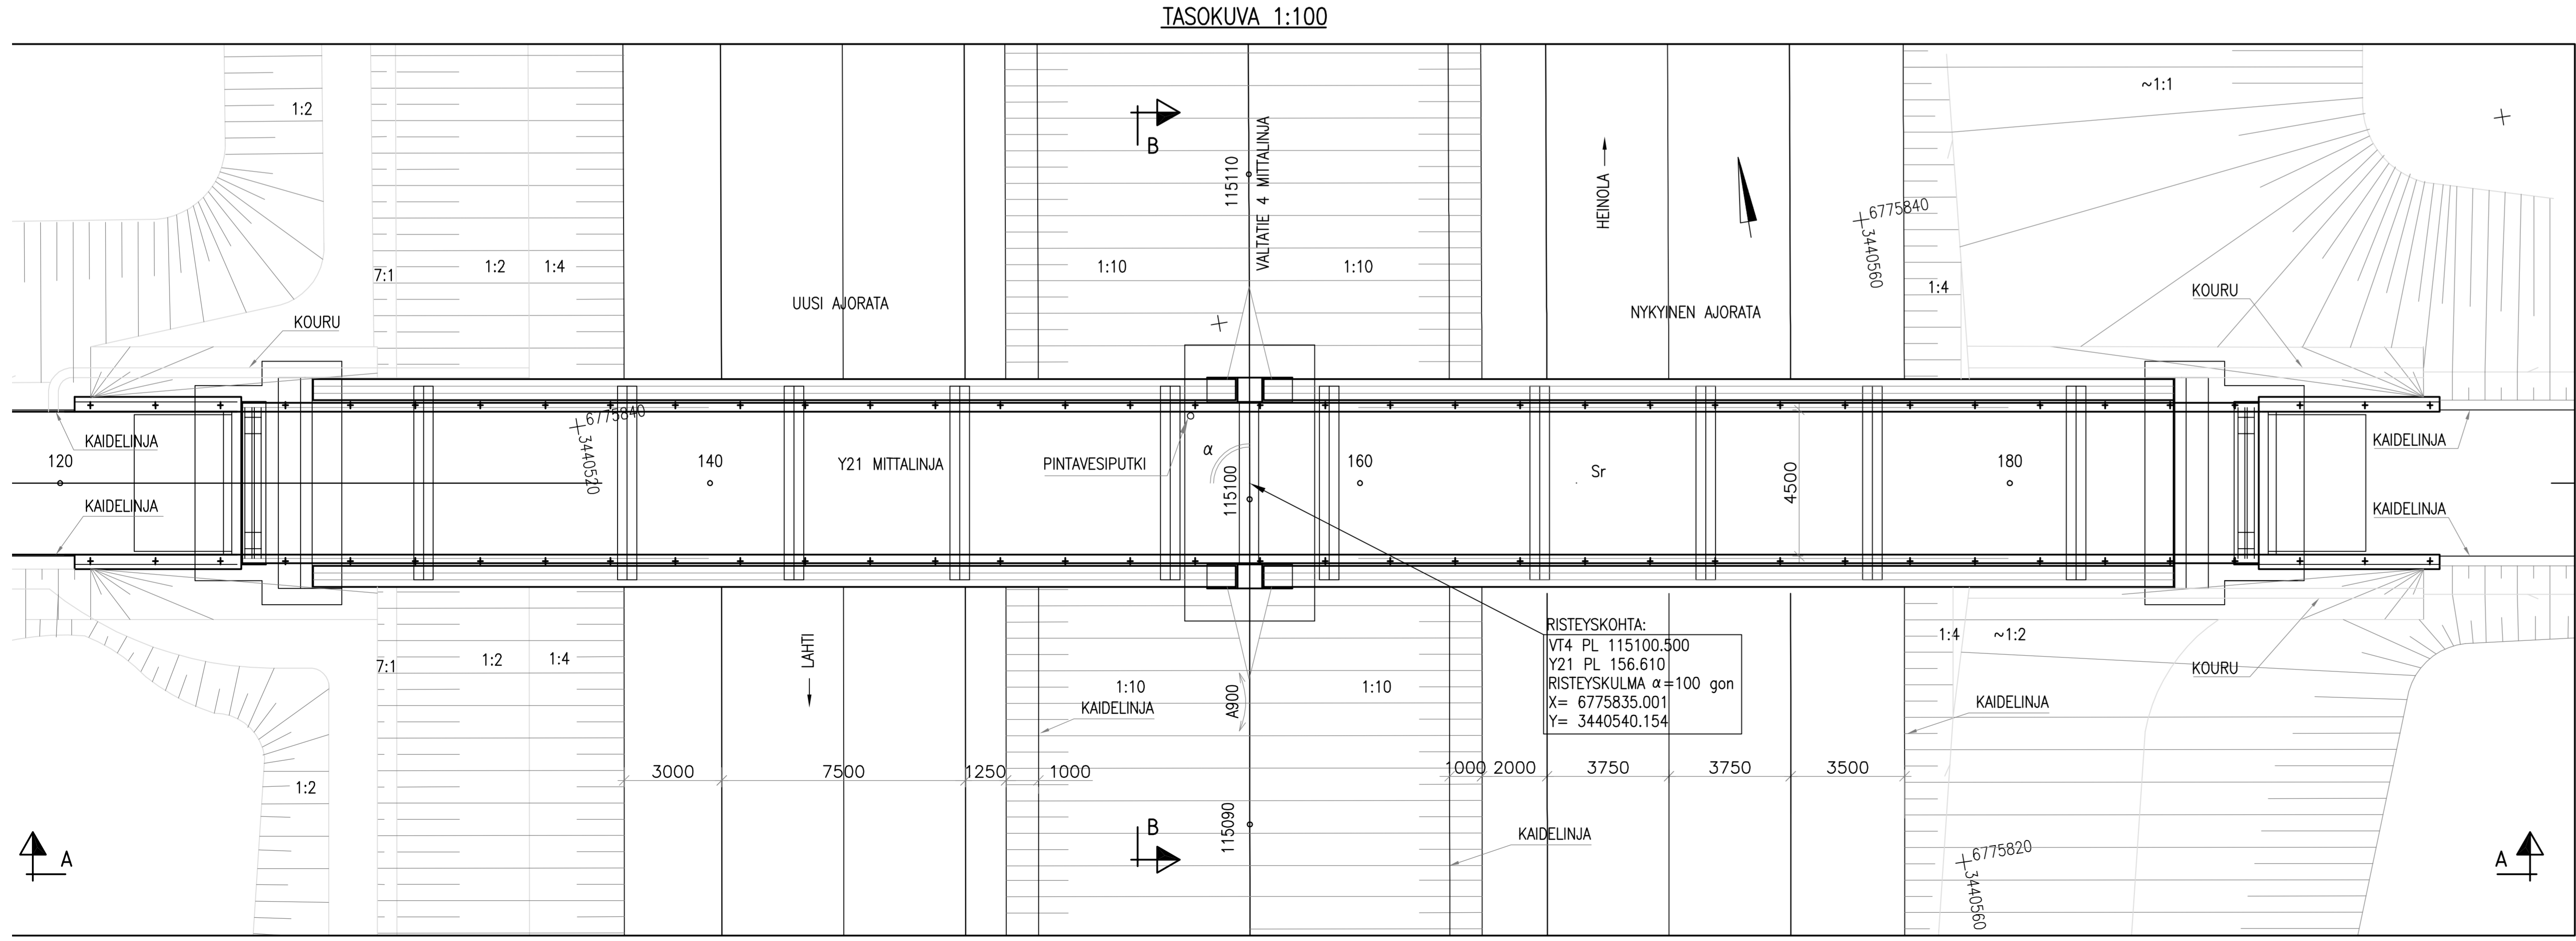 TASOKUVA 1:100
1:2
B
115110
VALTATIE 4 MITTALINJA
HEINOLA
~1:1
6775840
3440560
7:1
1:2
1:4
1:10
1:10
1:4
KOURU
UUSI AJORATA
NYKYINEN AJORATA
KOURU
KAIDELINJA
120
KAIDELINJA
6775840
3440520
140
Y21 MITTALINJA
PINTAVESIPUTKI
α
115100
160
Sr
4500
180
KAIDELINJA
KAIDELINJA
RISTEYSKOHTA:
VT4 PL 115100.500
Y21 PL 156.610
RISTEYSKULMA α=100 gon
X= 6775835.001
Y= 3440540.154
7:1
1:2
1:4
LAHTI
1:10
1:10
KAIDELINJA
A900
1:4
~1:2
KOURU
KAIDELINJA
1:2
3000
7500
1250
1000
1000
2000
3750
3750
3500
B
115090
KAIDELINJA
6775820
3440560
A
A